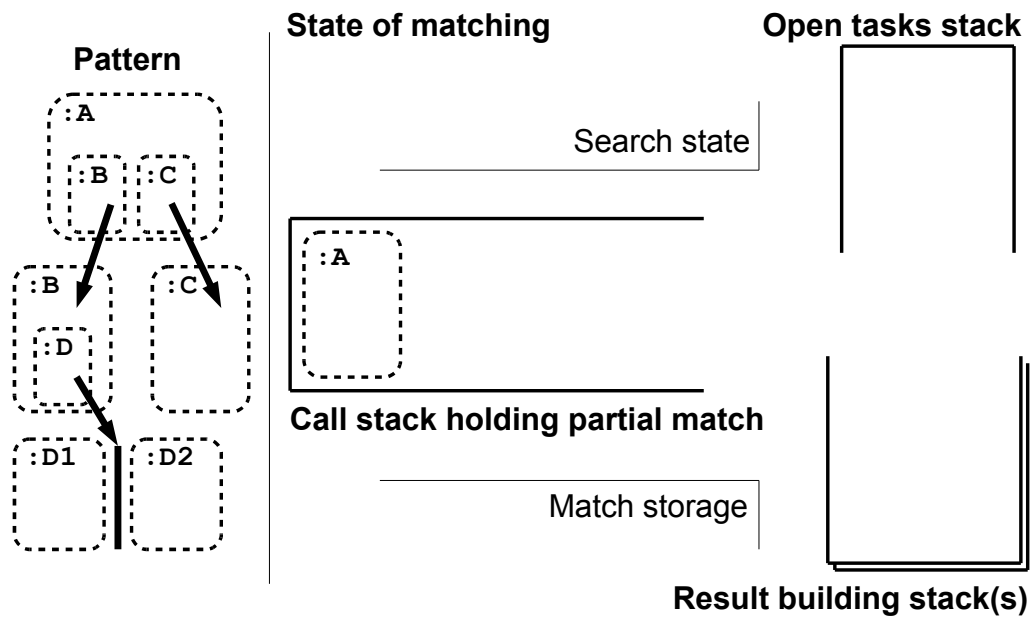 State of matching
Open tasks stack
Pattern
:A
Search state
:B :C
:A
:B
:C
:D
Call stack holding partial match
:D1
:D2
Match storage
Result building stack(s)